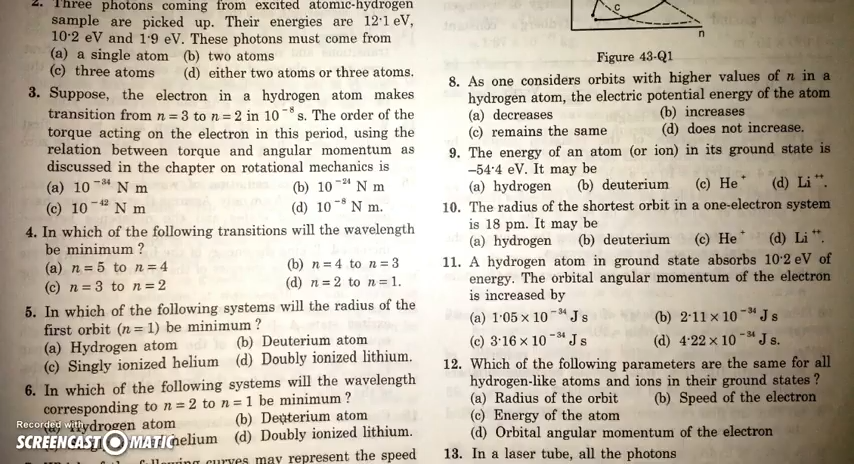 2. Three photons coming from excited atomic-hydrogen
sample are picked up. Their energies are 12·1 eV,
10·2 eV and 1·9 eV. These photons must come from
(a) a single atom (b) two atoms
(c) three atoms (d) either two atoms or three atoms.
3. Suppose, the electron in a hydrogen atom makes
transition from n = 3 to n = 2 in 10⁻⁸ s. The order of the
torque acting on the electron in this period, using the
relation between torque and angular momentum as
discussed in the chapter on rotational mechanics is
(a) 10⁻³⁴ N m (b) 10⁻²⁴ N m
(c) 10⁻⁴² N m (d) 10⁻⁸ N m.
4. In which of the following transitions will the wavelength
be minimum ?
(a) n = 5 to n = 4 (b) n = 4 to n = 3
(c) n = 3 to n = 2 (d) n = 2 to n = 1.
5. In which of the following systems will the radius of the
first orbit (n = 1) be minimum ?
(a) Hydrogen atom (b) Deuterium atom
(c) Singly ionized helium (d) Doubly ionized lithium.
6. In which of the following systems will the wavelength
corresponding to n = 2 to n = 1 be minimum ?
(a) Hydrogen atom (b) Deuterium atom
helium (d) Doubly ionized lithium.
following curves may represent the speed
Recorded with
SCREENCAST MATIC
c
n
Figure 43-Q1
8. As one considers orbits with higher values of n in a
hydrogen atom, the electric potential energy of the atom
(a) decreases (b) increases
(c) remains the same (d) does not increase.
9. The energy of an atom (or ion) in its ground state is
–54·4 eV. It may be
(a) hydrogen (b) deuterium (c) He⁺ (d) Li⁺⁺.
10. The radius of the shortest orbit in a one-electron system
is 18 pm. It may be
(a) hydrogen (b) deuterium (c) He⁺ (d) Li⁺⁺.
11. A hydrogen atom in ground state absorbs 10·2 eV of
energy. The orbital angular momentum of the electron
is increased by
(a) 1·05 × 10⁻³⁴ J s (b) 2·11 × 10⁻³⁴ J s
(c) 3·16 × 10⁻³⁴ J s (d) 4·22 × 10⁻³⁴ J s.
12. Which of the following parameters are the same for all
hydrogen-like atoms and ions in their ground states ?
(a) Radius of the orbit (b) Speed of the electron
(c) Energy of the atom
(d) Orbital angular momentum of the electron
13. In a laser tube, all the photons